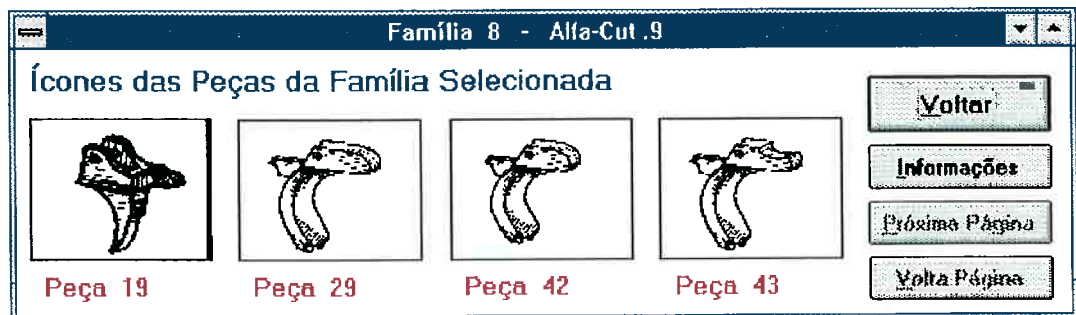 Família 8 - Alfa-Cut .9
Ícones das Peças da Família Selecionada
Voltar
Informações
Próxima Página
Volta Página
Peça 19
Peça 29
Peça 42
Peça 43